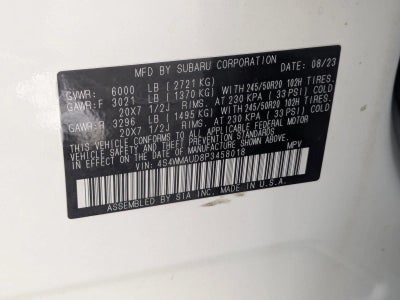 MFD BY SUBARU CORPORATION DATE: 08/23
GVWR: 6000 LB (2721 KG)
GAWR:F 3021 LB (1370 KG) WITH 245/50R20 102H TIRES.
20X7 1/2J RIMS. AT 230 KPA ( 33 PSI) COLD
GAWR:R 3296 LB (1495 KG) WITH 245/50R20 102H TIRES.
20X7 1/2J RIMS. AT 230 KPA ( 33 PSI) COLD
THIS VEHICLE CONFORMS TO ALL APPLICABLE FEDERAL MOTOR
VEHICLE SAFETY AND THEFT PREVENTION STANDARDS
IN EFFECT ON THE DATE OF MANUFACTURE SHOWN ABOVE.
VIN: 4S4WMAUD8P3458018 MPV
ASSEMBLED BY SIA INC. MADE IN U.S.A.